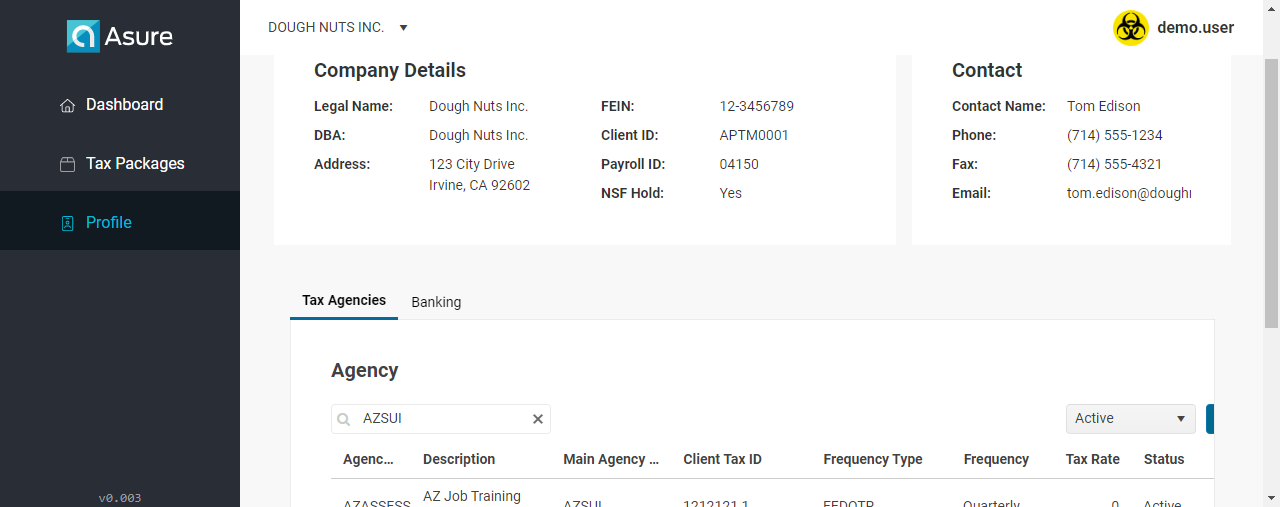 Asure
DOUGH NUTS INC.
demo.user
Dashboard
Tax Packages
Profile
v0.003
Company Details
Legal Name: Dough Nuts Inc.
DBA: Dough Nuts Inc.
Address: 123 City Drive
Irvine, CA 92602
FEIN: 12-3456789
Client ID: APTM0001
Payroll ID: 04150
NSF Hold: Yes
Contact
Contact Name: Tom Edison
Phone: (714) 555-1234
Fax: (714) 555-4321
Email: tom.edison@dough
Tax Agencies Banking
Agency
AZSUI
Active
Agenc... Description Main Agency ... Client Tax ID Frequency Type Frequency Tax Rate Status
AZASSESS AZ Job Training AZSUI 1212121 1 FEDQTR Quarterly 0 Active